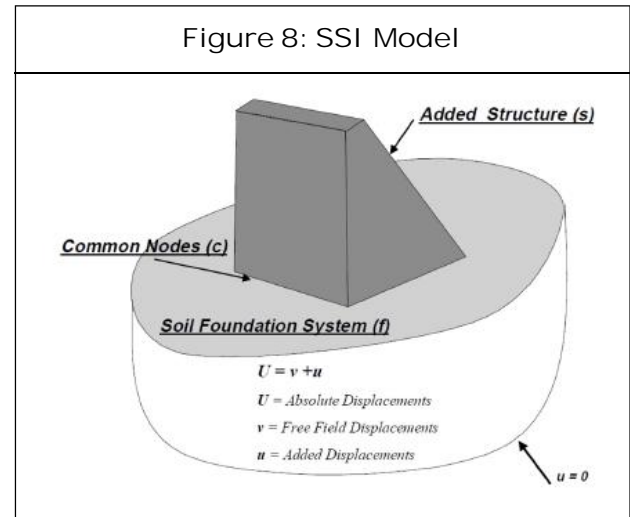 Figure 8: SSI Model
Added Structure (s)
Common Nodes (c)
Soil Foundation System (f)
U = v +u
U = Absolute Displacements
v = Free Field Displacements
u = Added Displacements
u = 0